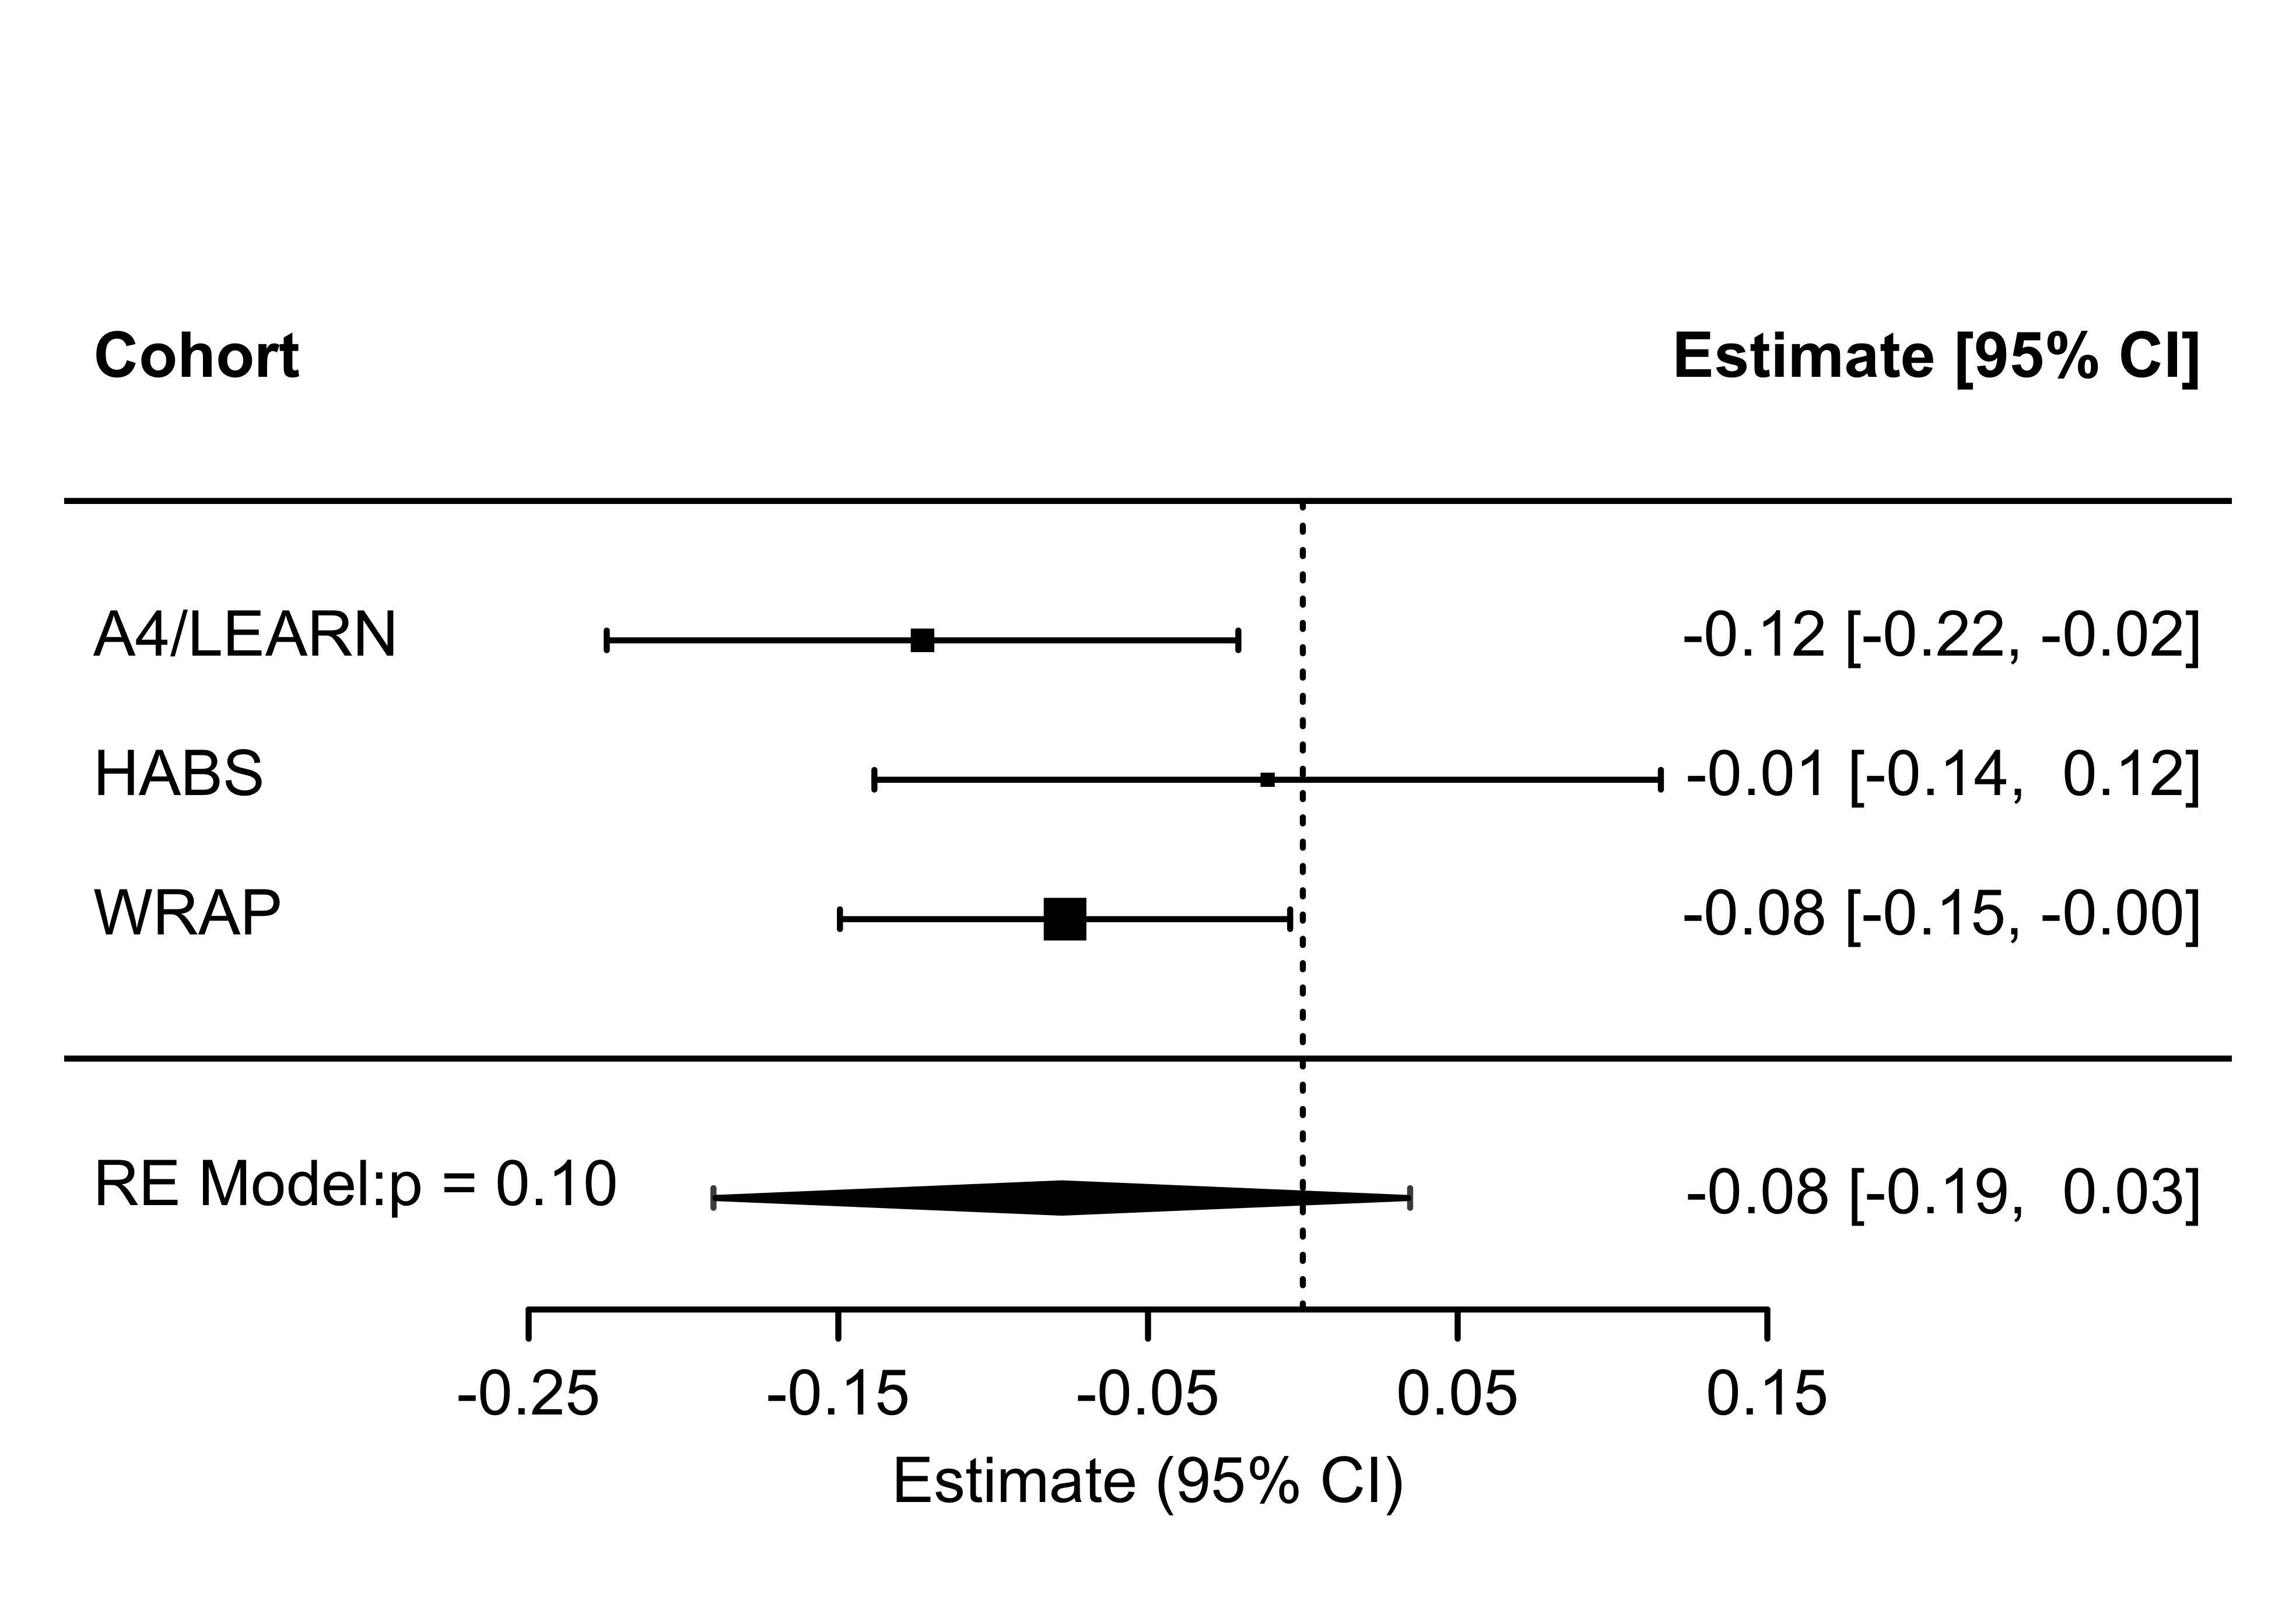 Cohort Estimate [95% CI]
A4/LEARN -0.12 [-0.22, -0.02]
HABS -0.01 [-0.14, 0.12]
WRAP -0.08 [-0.15, -0.00]
RE Model:p = 0.10 -0.08 [-0.19, 0.03]
-0.25 -0.15 -0.05 0.05 0.15
Estimate (95% CI)